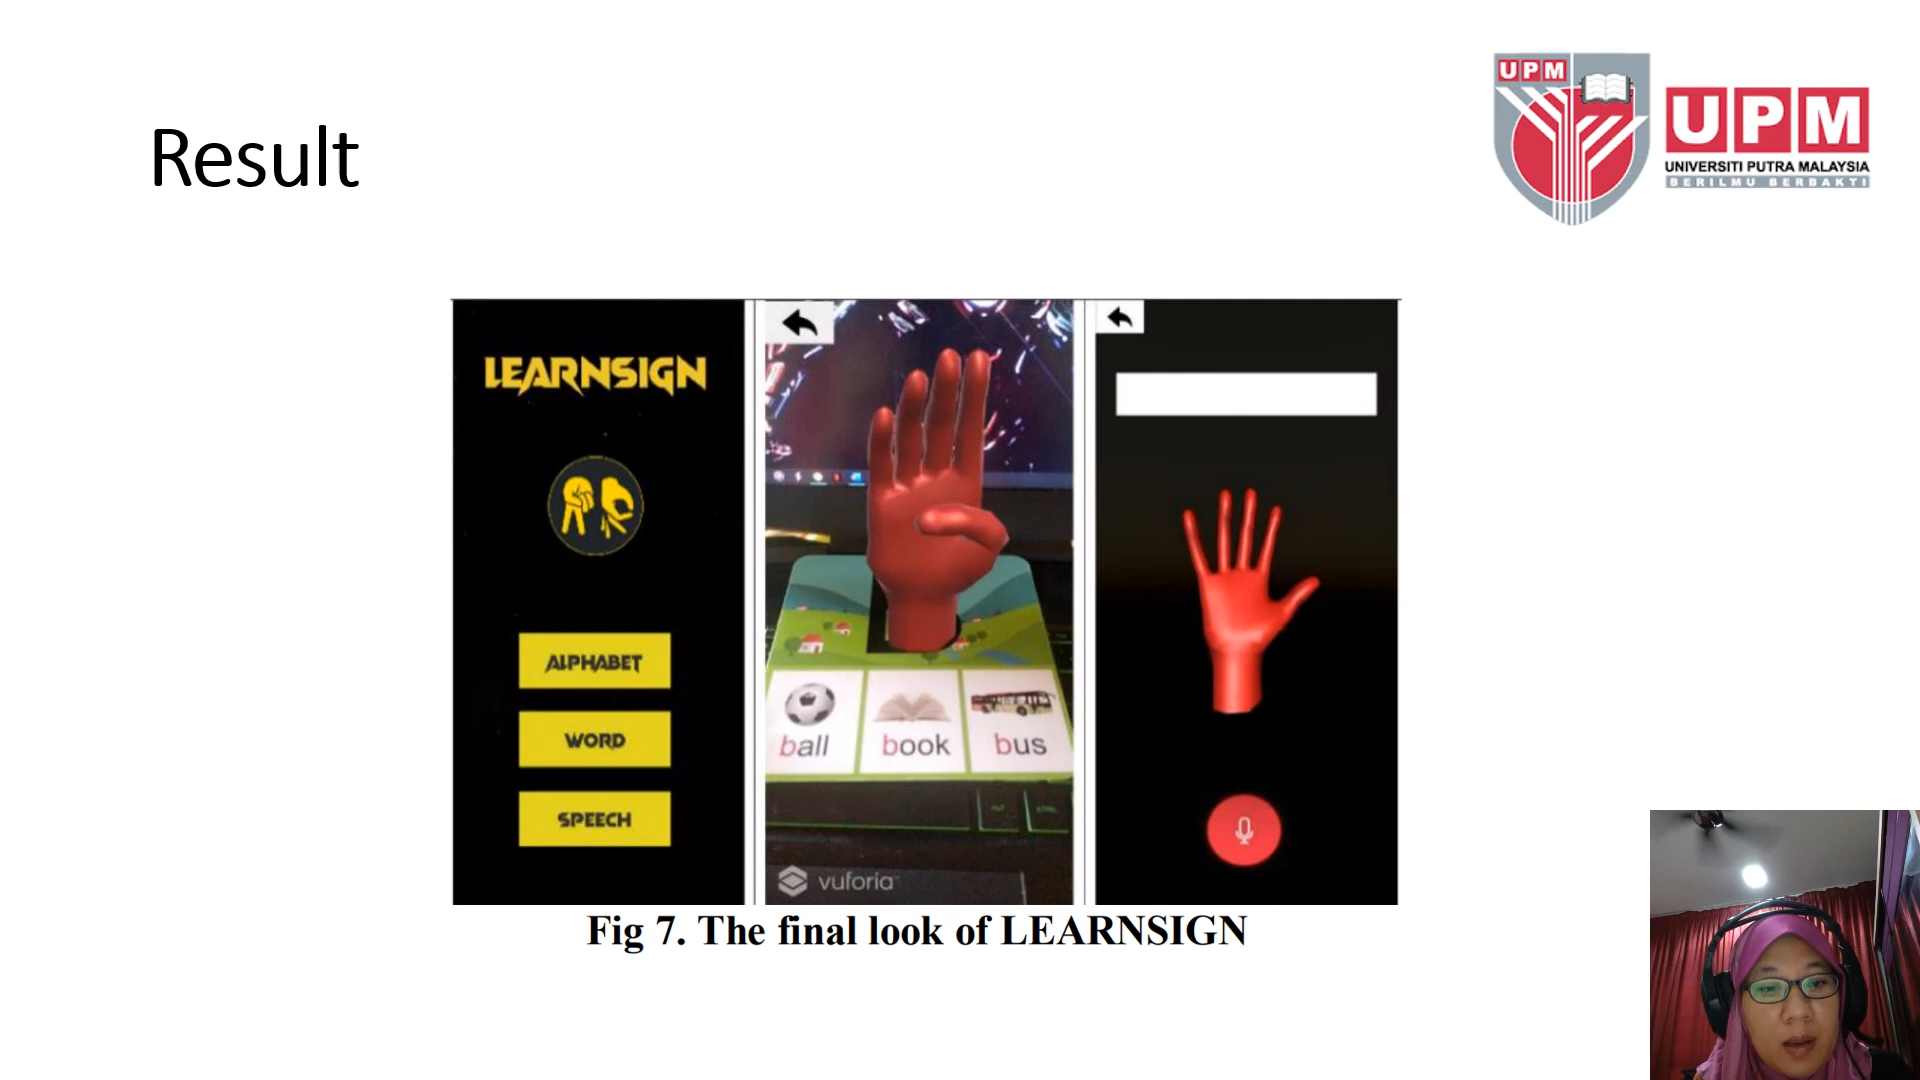 Result
UPM
UPM
UNIVERSITI PUTRA MALAYSIA
BERILMU BERBAKTI
LEARNSIGN
ALPHABET
WORD
SPEECH
ball
book
bus
vuforia
Fig 7. The final look of LEARNSIGN